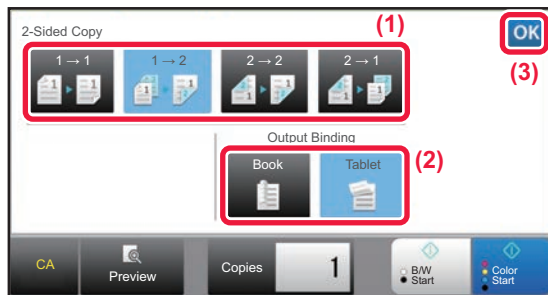 2-Sided Copy
(1)
OK
1 → 1
1 → 2
2 → 2
2 → 1
(3)
Output Binding
Book
Tablet
(2)
CA
Preview
Copies
1
B/W
Start
Color
Start